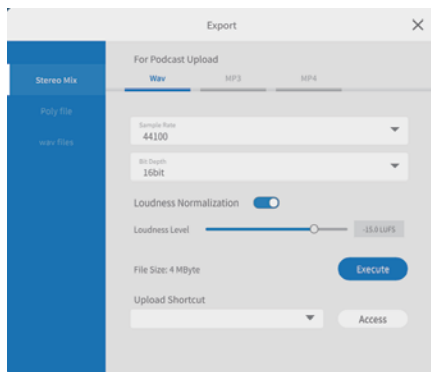 Export
Stereo Mix
Poly file
wav files
For Podcast Upload
Wav MP3 MP4
Sample Rate
44100
Bit Depth
16bit
Loudness Normalization
Loudness Level -15.0 LUFS
File Size: 4 MByte Execute
Upload Shortcut
Access